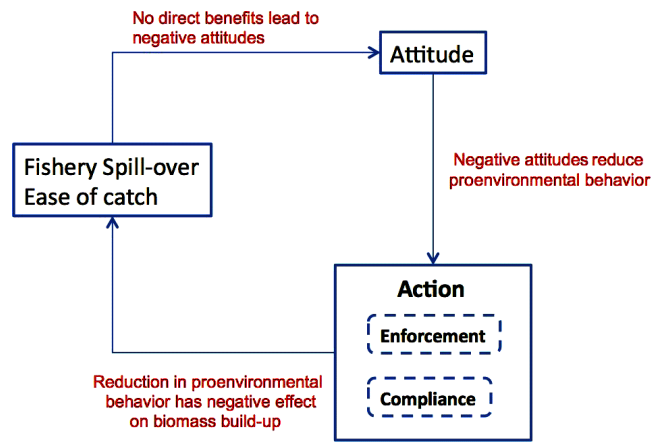 No direct benefits lead to
negative attitudes
Attitude
Fishery Spill-over
Ease of catch
Negative attitudes reduce
proenvironmental behavior
Action
Enforcement
Compliance
Reduction in proenvironmental
behavior has negative effect
on biomass build-up